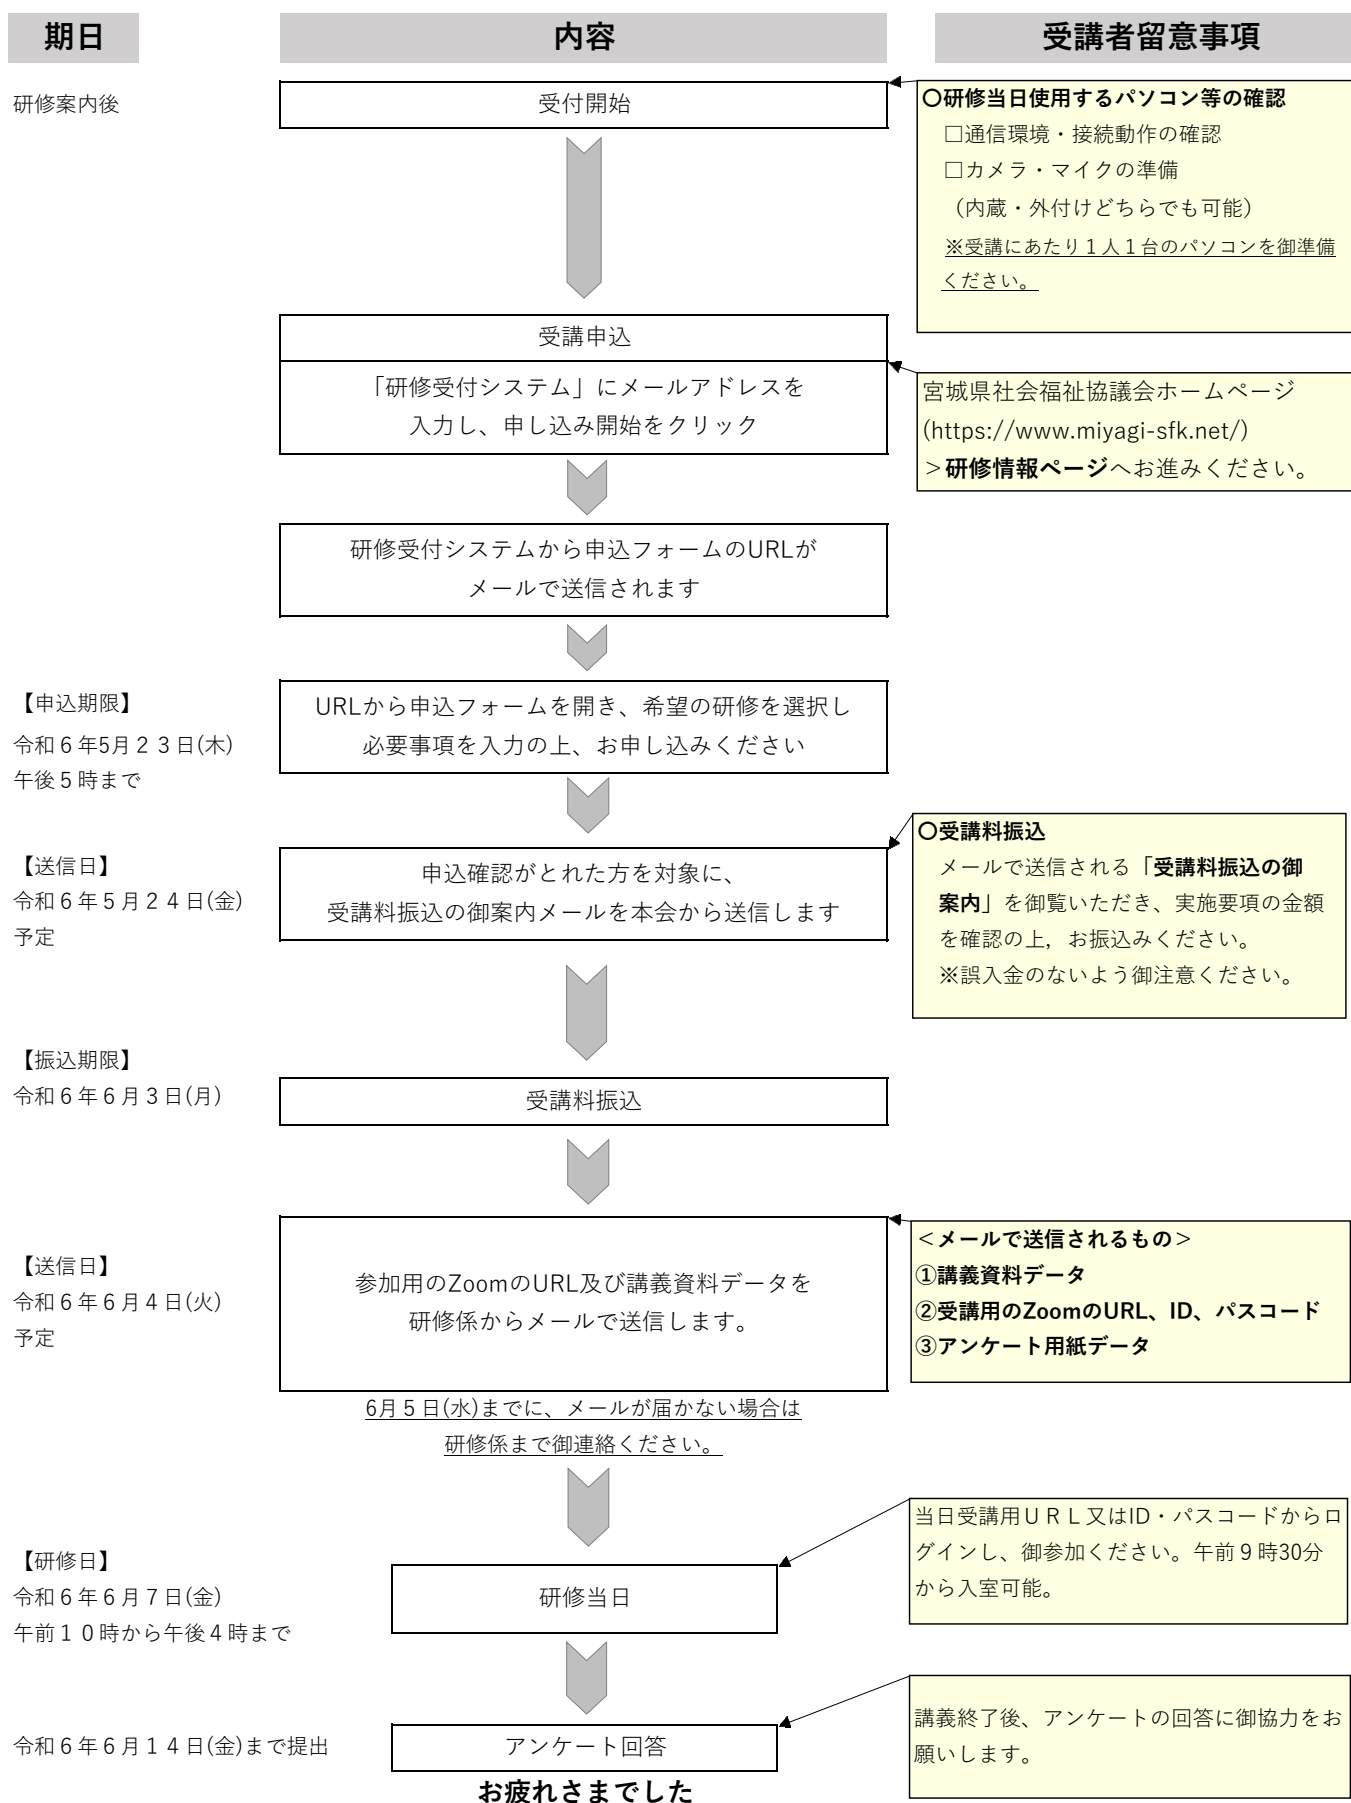 期日
内容
受講者留意事項
研修案内後
受付開始
〇研修当日使用するパソコン等の確認
□通信環境・接続動作の確認
□カメラ・マイクの準備
（内蔵・外付けどちらでも可能）
※受講にあたり１人１台のパソコンを御準備
ください。
受講申込
「研修受付システム」にメールアドレスを
入力し、申し込み開始をクリック
宮城県社会福祉協議会ホームページ
(https://www.miyagi-sfk.net/)
＞研修情報ページへお進みください。
研修受付システムから申込フォームのURLが
メールで送信されます
【申込期限】
令和６年5月２３日(木)
午後５時まで
URLから申込フォームを開き、希望の研修を選択し
必要事項を入力の上、お申し込みください
【送信日】
令和６年５月２４日(金)
予定
申込確認がとれた方を対象に、
受講料振込の御案内メールを本会から送信します
〇受講料振込
メールで送信される「受講料振込の御
案内」を御覧いただき、実施要項の金額
を確認の上，お振込みください。
※誤入金のないよう御注意ください。
【振込期限】
令和６年６月３日(月)
受講料振込
【送信日】
令和６年６月４日(火)
予定
参加用のZoomのURL及び講義資料データを
研修係からメールで送信します。
＜メールで送信されるもの＞
①講義資料データ
②受講用のZoomのURL、ID、パスコード
③アンケート用紙データ
6月５日(水)までに、メールが届かない場合は
研修係まで御連絡ください。
【研修日】
令和６年６月７日(金)
午前１０時から午後４時まで
研修当日
当日受講用ＵＲＬ又はID・パスコードからロ
グインし、御参加ください。午前９時30分
から入室可能。
令和６年６月１４日(金)まで提出
アンケート回答
講義終了後、アンケートの回答に御協力をお
願いします。
お疲れさまでした